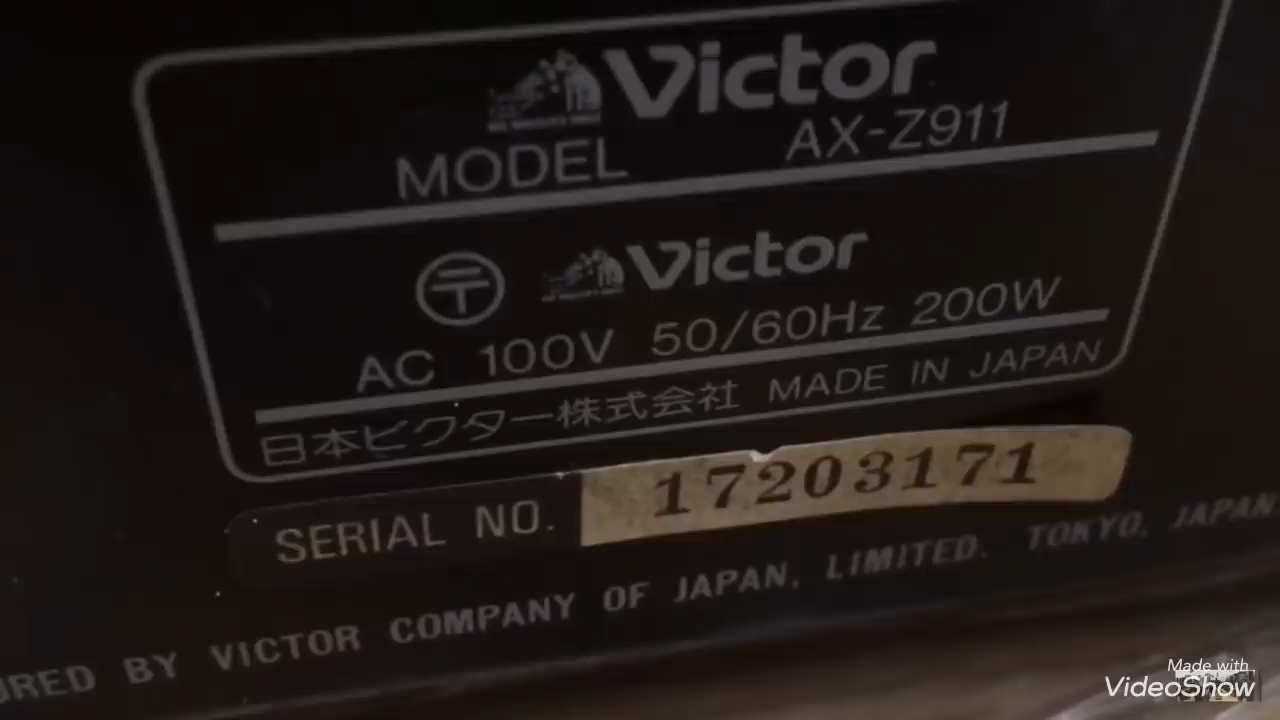 Victor
MODEL AX-Z911
〒 Victor
AC 100V 50/60Hz 200W
日本ビクター株式会社 MADE IN JAPAN
SERIAL NO. 17203171
URED BY VICTOR COMPANY OF JAPAN, LIMITED. TOKYO, JAPAN
Made with
VideoShow